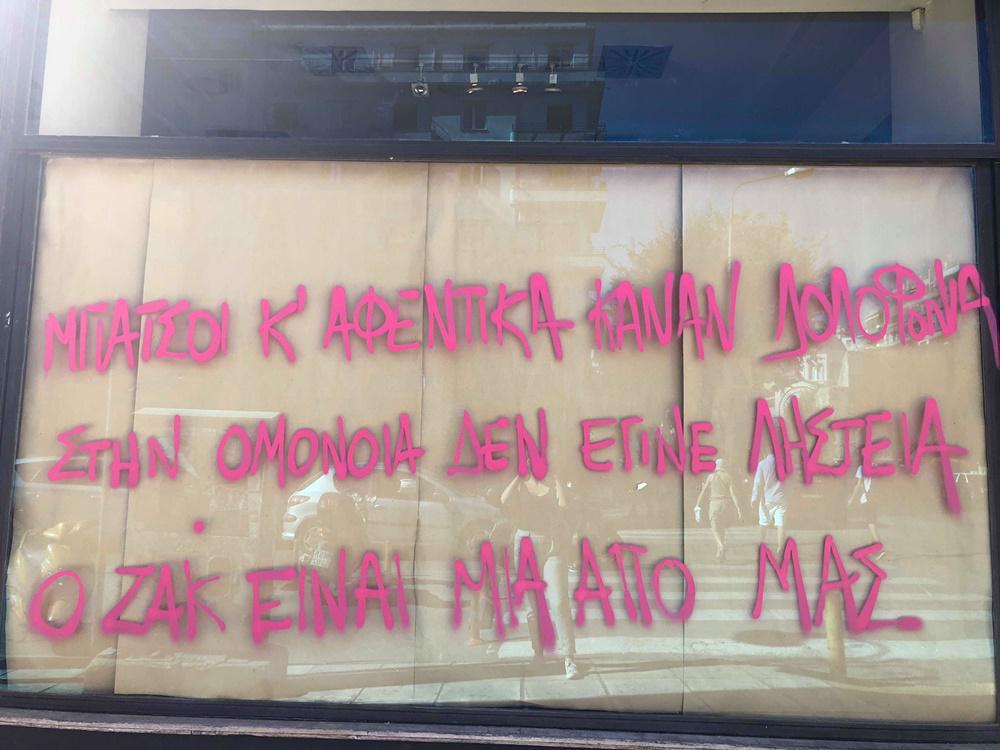 ΜΠΑΤΣΟΙ Κ' ΑΦΕΝΤΙΚΑ ΚΑΝΑΝ ΔΟΛΟΦΟΝΙΑ
ΣΤΗΝ ΟΜΟΝΟΙΑ ΔΕΝ ΕΓΙΝΕ ΛΗΣΤΕΙΑ
Ο ΖΑΚ ΕΙΝΑΙ ΜΙΑ ΑΠΟ ΜΑΣ